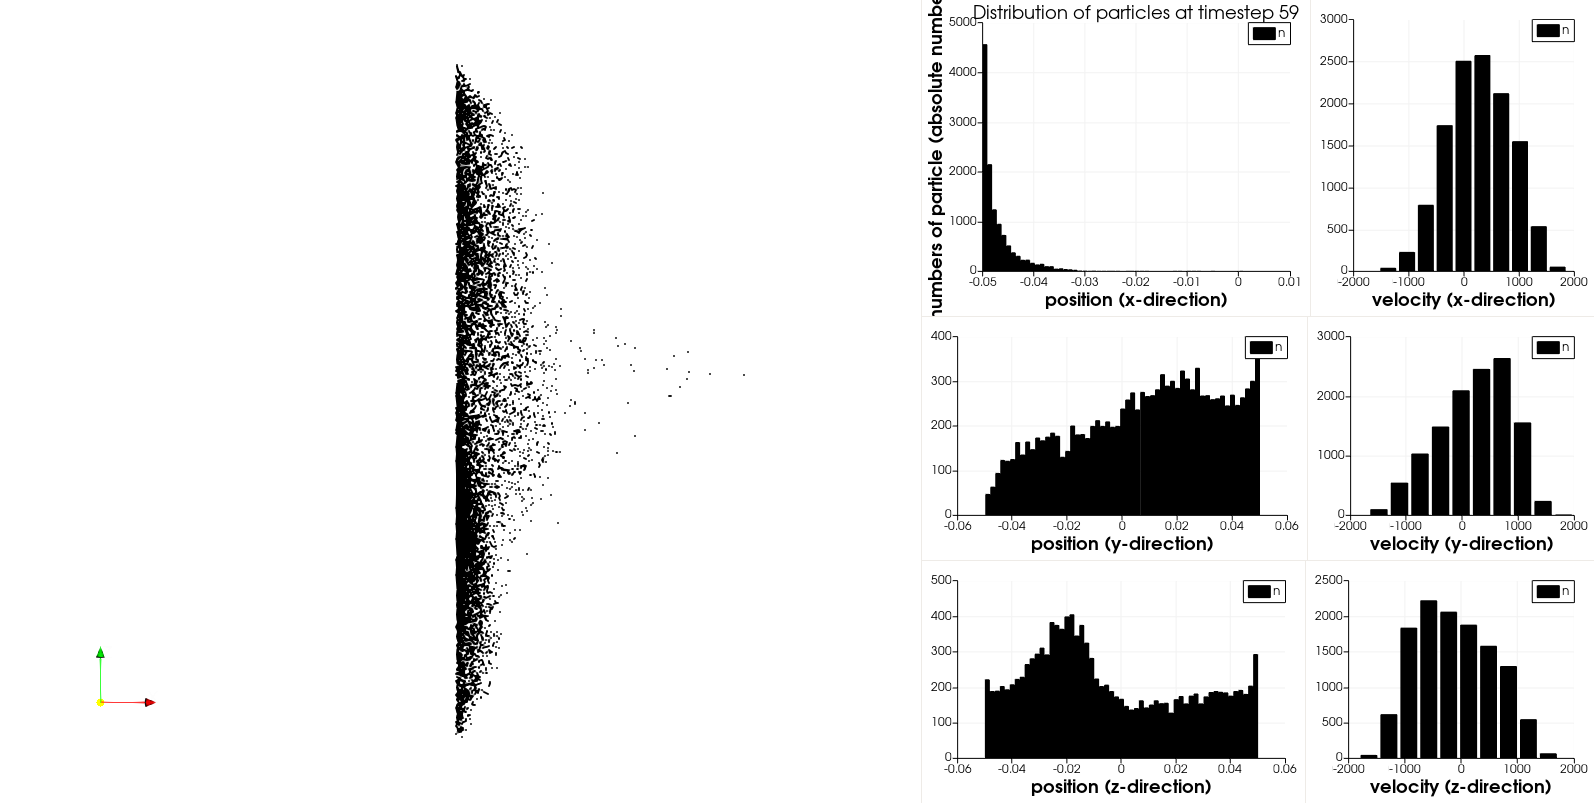 Distribution of particles at timestep 59
numbers of particle (absolute numbe
5000
4000
3000
2000
1000
0
-0.05 -0.04 -0.03 -0.02 -0.01 0 0.01
position (x-direction)
n
3000
2500
2000
1500
1000
500
0
-2000 -1000 0 1000 2000
velocity (x-direction)
n
400
300
200
100
0
-0.06 -0.04 -0.02 0 0.02 0.04 0.06
position (y-direction)
n
3000
2000
1000
0
-2000 -1000 0 1000 2000
velocity (y-direction)
n
500
400
300
200
100
0
-0.06 -0.04 -0.02 0 0.02 0.04 0.06
position (z-direction)
n
2500
2000
1500
1000
500
0
-2000 -1000 0 1000 2000
velocity (z-direction)
n